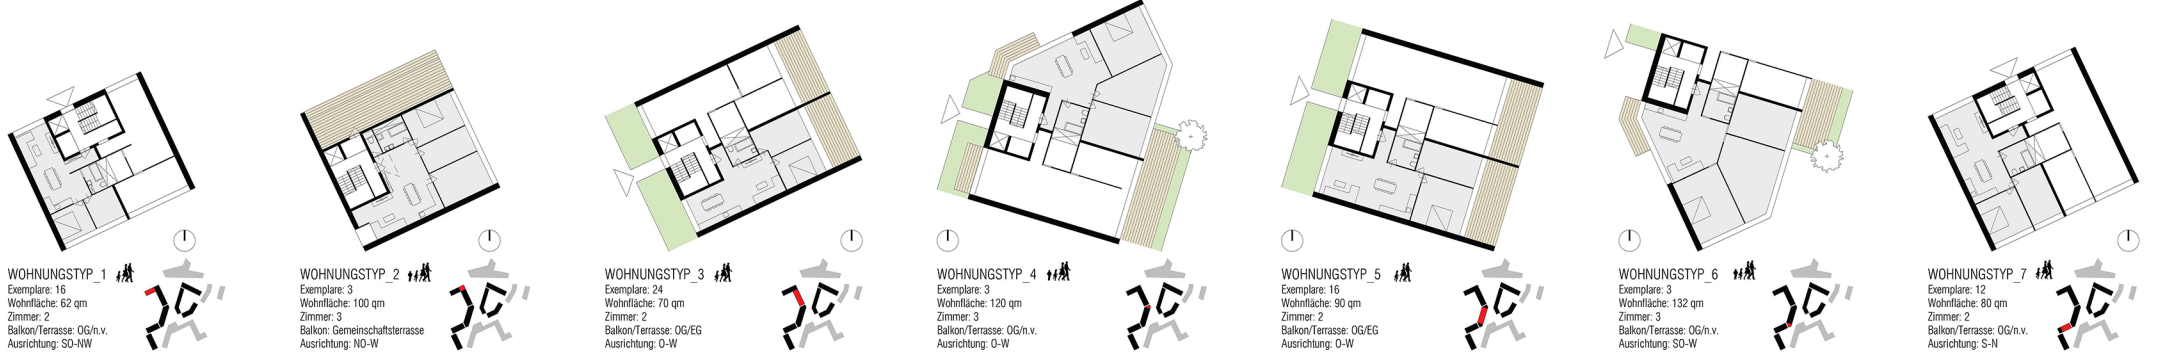 WOHNUNGSTYP_1
Exemplare: 16
Wohnfläche: 62 qm
Zimmer: 2
Balkon/Terrasse: OG/n.v.
Ausrichtung: SO-NW
WOHNUNGSTYP_2
Exemplare: 3
Wohnfläche: 100 qm
Zimmer: 3
Balkon: Gemeinschaftsterrasse
Ausrichtung: NO-W
WOHNUNGSTYP_3
Exemplare: 24
Wohnfläche: 70 qm
Zimmer: 2
Balkon/Terrasse: OG/EG
Ausrichtung: O-W
WOHNUNGSTYP_4
Exemplare: 3
Wohnfläche: 120 qm
Zimmer: 3
Balkon/Terrasse: OG/n.v.
Ausrichtung: O-W
WOHNUNGSTYP_5
Exemplare: 16
Wohnfläche: 90 qm
Zimmer: 2
Balkon/Terrasse: OG/EG
Ausrichtung: O-W
WOHNUNGSTYP_6
Exemplare: 3
Wohnfläche: 132 qm
Zimmer: 3
Balkon/Terrasse: OG/n.v.
Ausrichtung: SO-W
WOHNUNGSTYP_7
Exemplare: 12
Wohnfläche: 80 qm
Zimmer: 2
Balkon/Terrasse: OG/n.v.
Ausrichtung: S-N